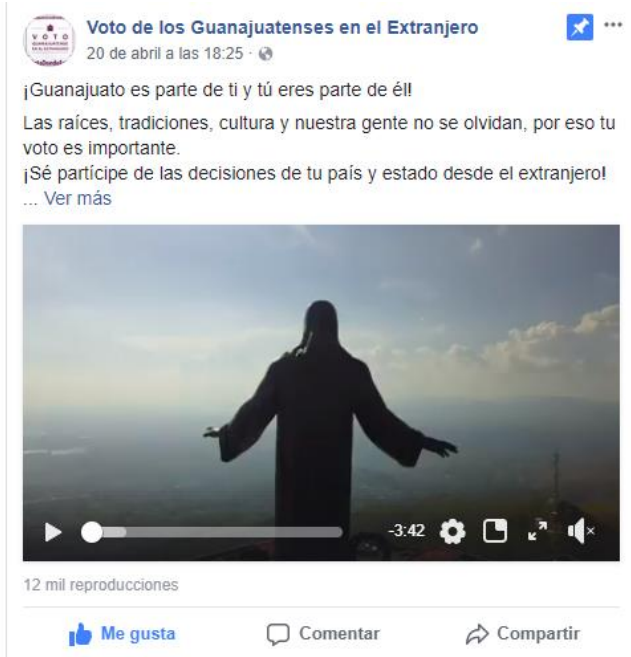 Voto de los Guanajuatenses en el Extranjero
20 de abril a las 18:25 ·
VOTO
¡Guanajuato es parte de ti y tú eres parte de él!
Las raíces, tradiciones, cultura y nuestra gente no se olvidan, por eso tu
voto es importante.
¡Sé partícipe de las decisiones de tu país y estado desde el extranjero!
... Ver más
-3:42
12 mil reproducciones
Me gusta
Comentar
Compartir